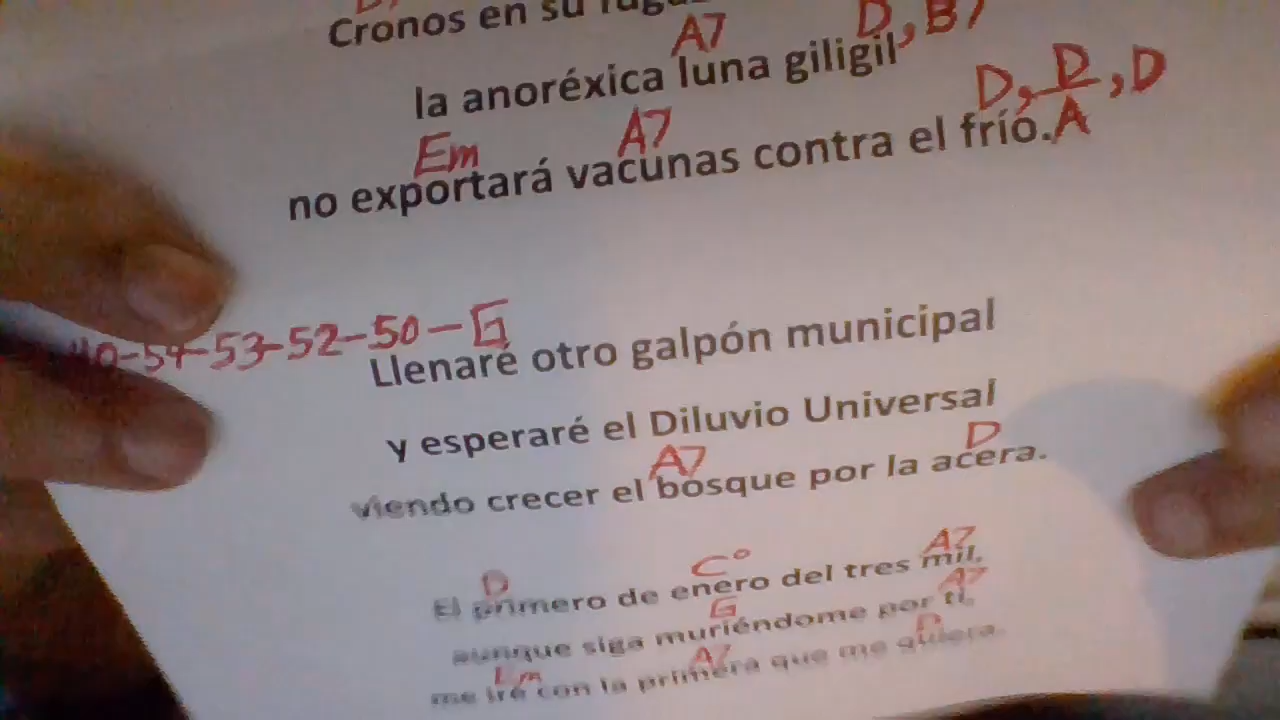 Cronos en su
A7 D, B7
la anoréxica luna giligil
Em A7 D, D/A, D
no exportará vacunas contra el frío.
40-54-53-52-50-G
Llenaré otro galpón municipal
y esperaré el Diluvio Universal
A7 D
viendo crecer el bosque por la acera.
D C° A7
El primero de enero del tres mil,
G A7
aunque siga muriéndome por ti,
Em A7 D
me iré con la primera que me quiera.